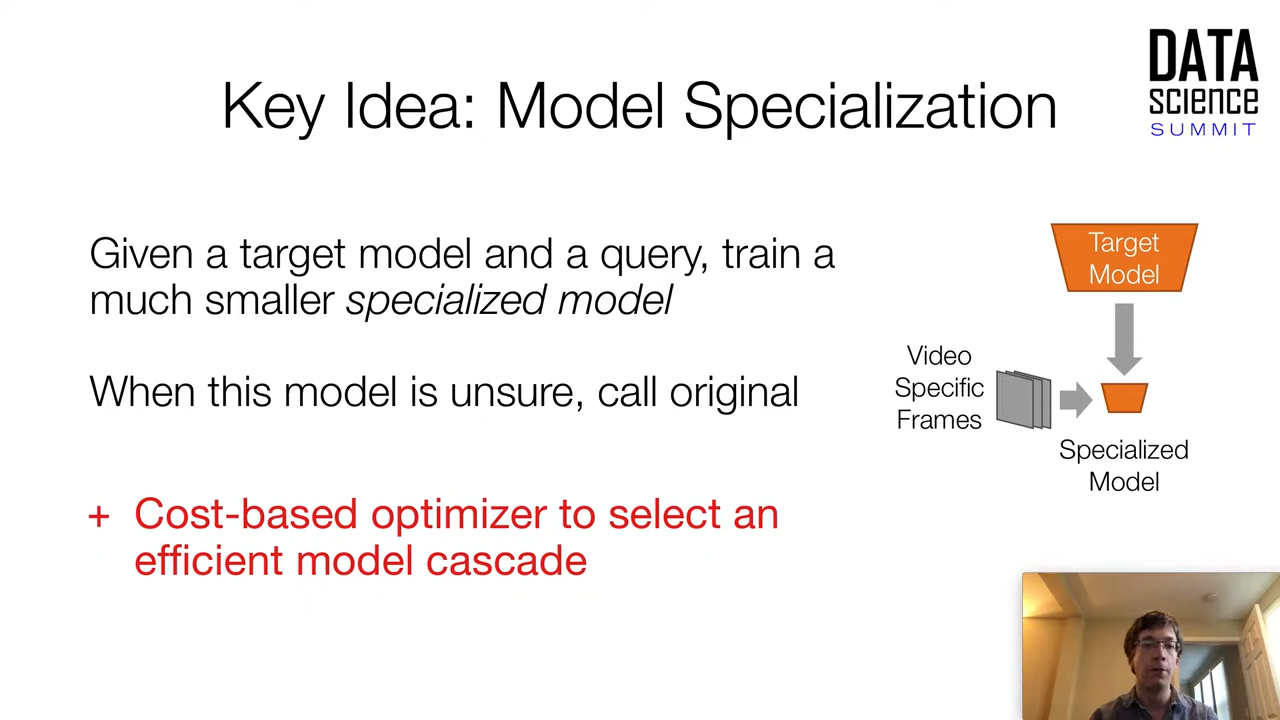 DATA
science
SUMMIT
Key Idea: Model Specialization
Given a target model and a query, train a
much smaller specialized model
When this model is unsure, call original
+ Cost-based optimizer to select an
efficient model cascade
Target
Model
Video
Specific
Frames
Specialized
Model